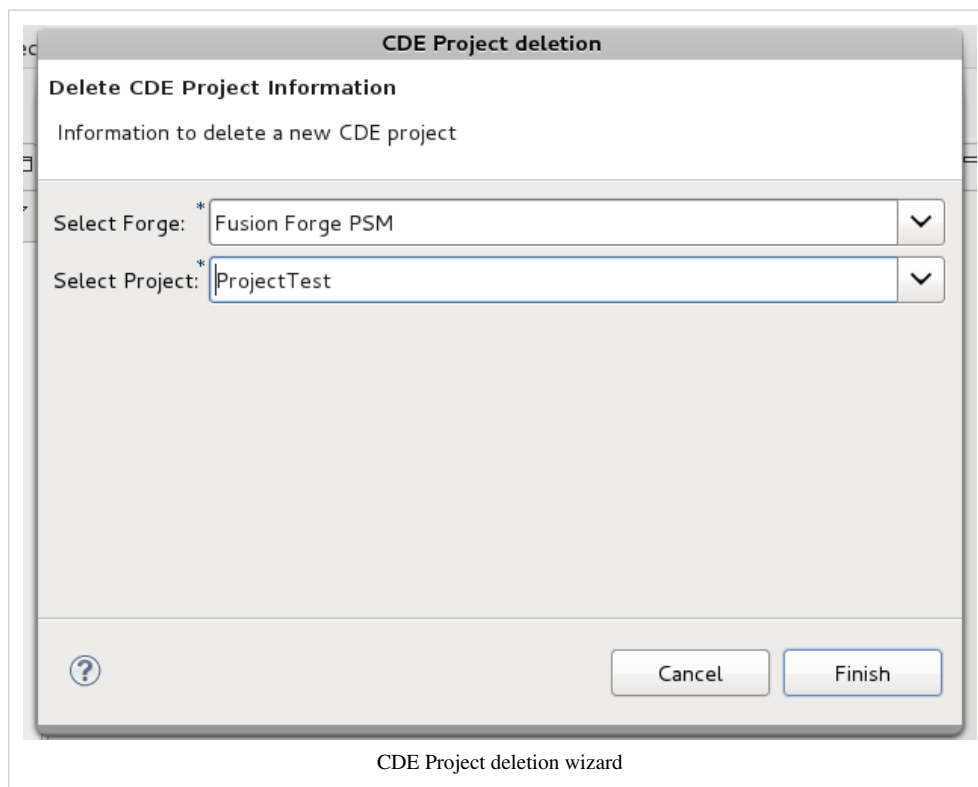 ec
CDE Project deletion
Delete CDE Project Information
Information to delete a new CDE project
Select Forge: * Fusion Forge PSM
Select Project: * ProjectTest
?
Cancel Finish
CDE Project deletion wizard